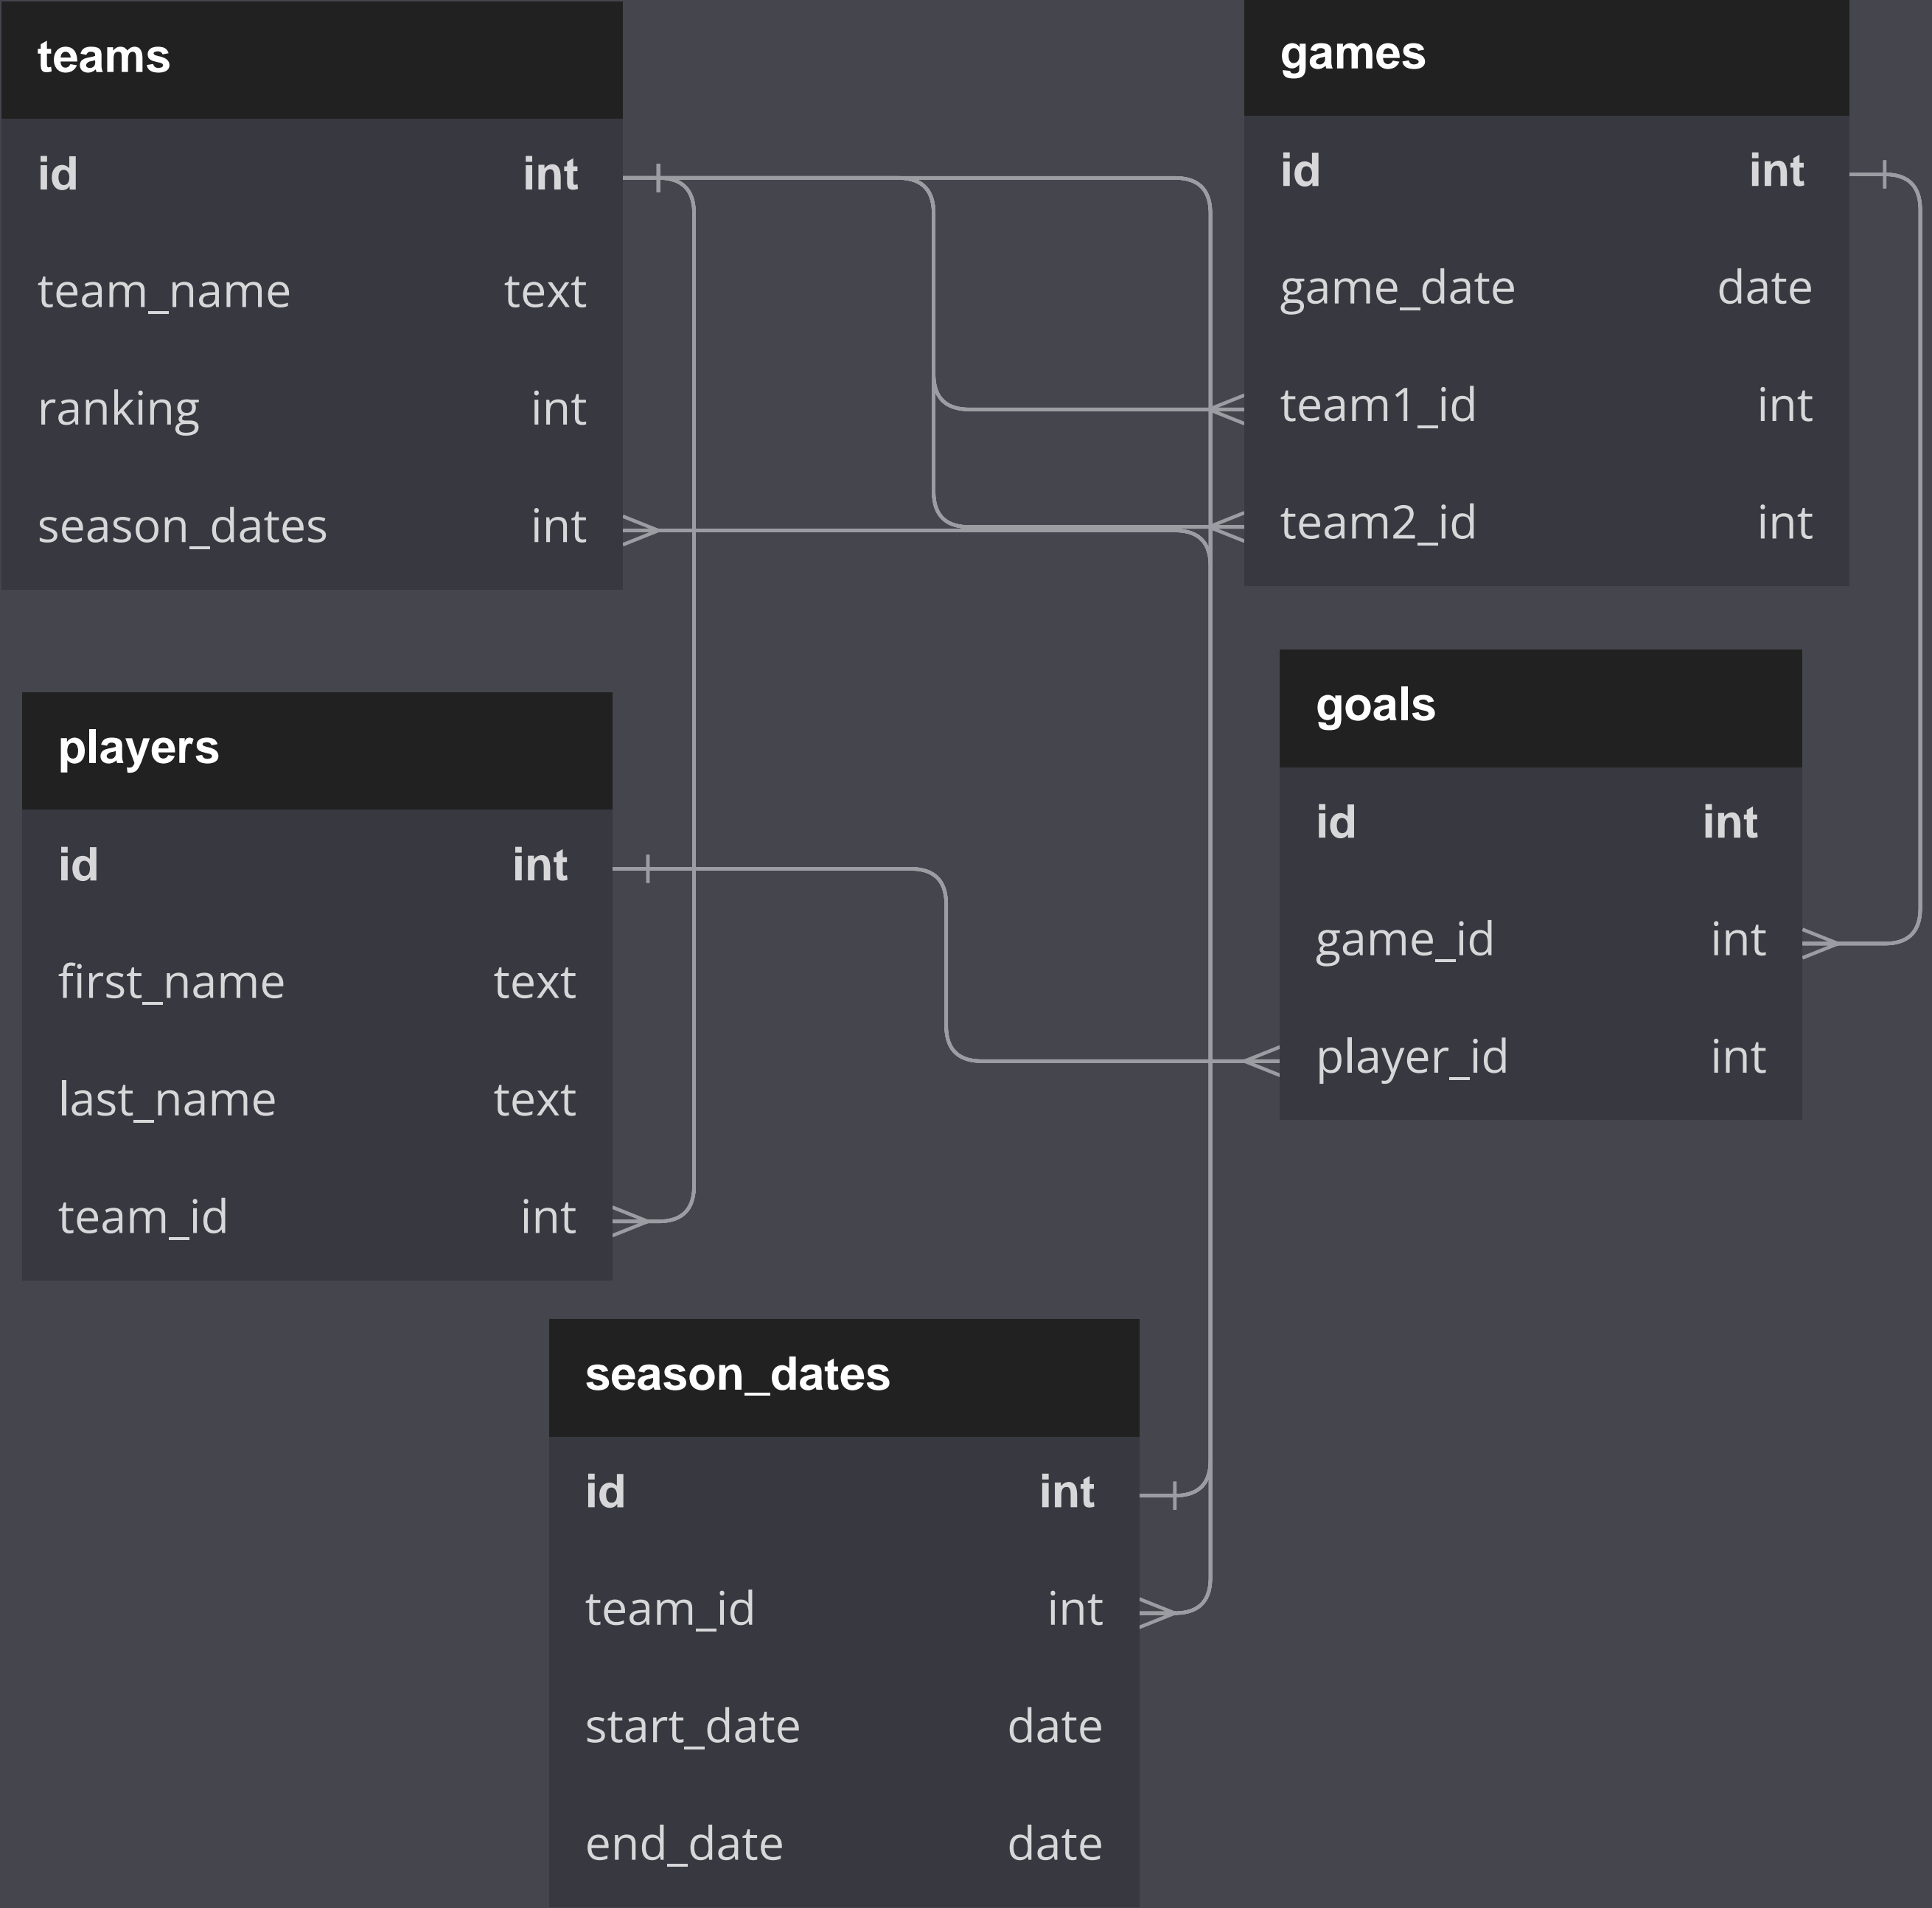 teams
id int
team_name text
ranking int
season_dates int
games
id int
game_date date
team1_id int
team2_id int
players
id int
first_name text
last_name text
team_id int
goals
id int
game_id int
player_id int
season_dates
id int
team_id int
start_date date
end_date date